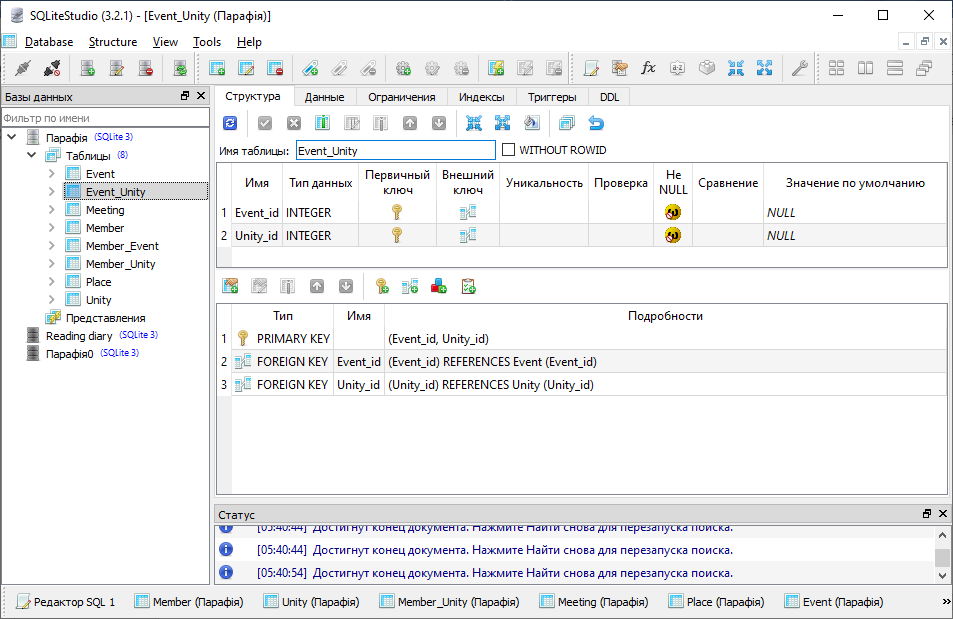 SQLiteStudio (3.2.1) - [Event_Unity (Парафія)]
Database Structure View Tools Help
Базы данных
Фильтр по имени
Парафія (SQLite 3)
Таблицы (8)
Event
Event_Unity
Meeting
Member
Member_Event
Member_Unity
Place
Unity
Представления
Reading diary (SQLite 3)
Парафія0 (SQLite 3)
Структура Данные Ограничения Индексы Триггеры DDL
Имя таблицы: Event_Unity WITHOUT ROWID
Имя Тип данных Первичный ключ Внешний ключ Уникальность Проверка Не NULL Сравнение Значение по умолчанию
1 Event_id INTEGER NULL
2 Unity_id INTEGER NULL
Тип Имя Подробности
1 PRIMARY KEY (Event_id, Unity_id)
2 FOREIGN KEY Event_id (Event_id) REFERENCES Event (Event_id)
3 FOREIGN KEY Unity_id (Unity_id) REFERENCES Unity (Unity_id)
Статус
[05:40:44] Достигнут конец документа. Нажмите Найти снова для перезапуска поиска.
[05:40:44] Достигнут конец документа. Нажмите Найти снова для перезапуска поиска.
[05:40:54] Достигнут конец документа. Нажмите Найти снова для перезапуска поиска.
Редактор SQL 1 Member (Парафія) Unity (Парафія) Member_Unity (Парафія) Meeting (Парафія) Place (Парафія) Event (Парафія) »